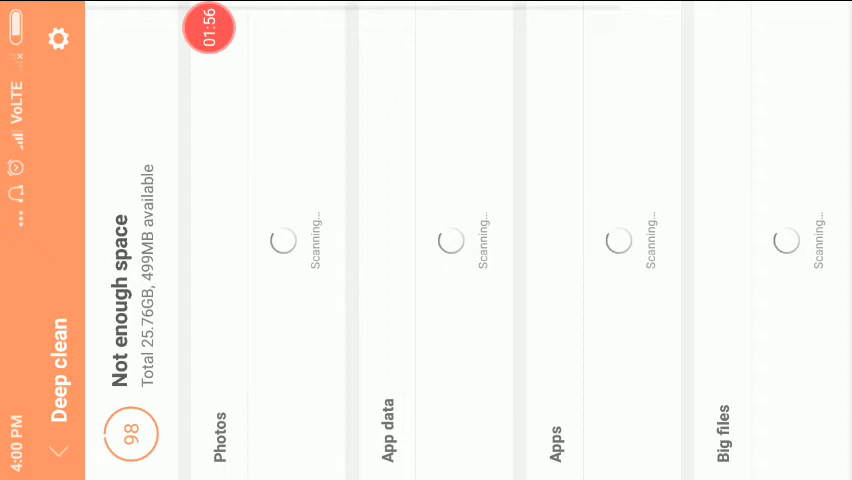 4:00 PM ... VoLTE
Deep clean
98
Not enough space
Total 25.76GB, 499MB available
01:56
Photos
Scanning...
App data
Scanning...
Apps
Scanning...
Big files
Scanning...